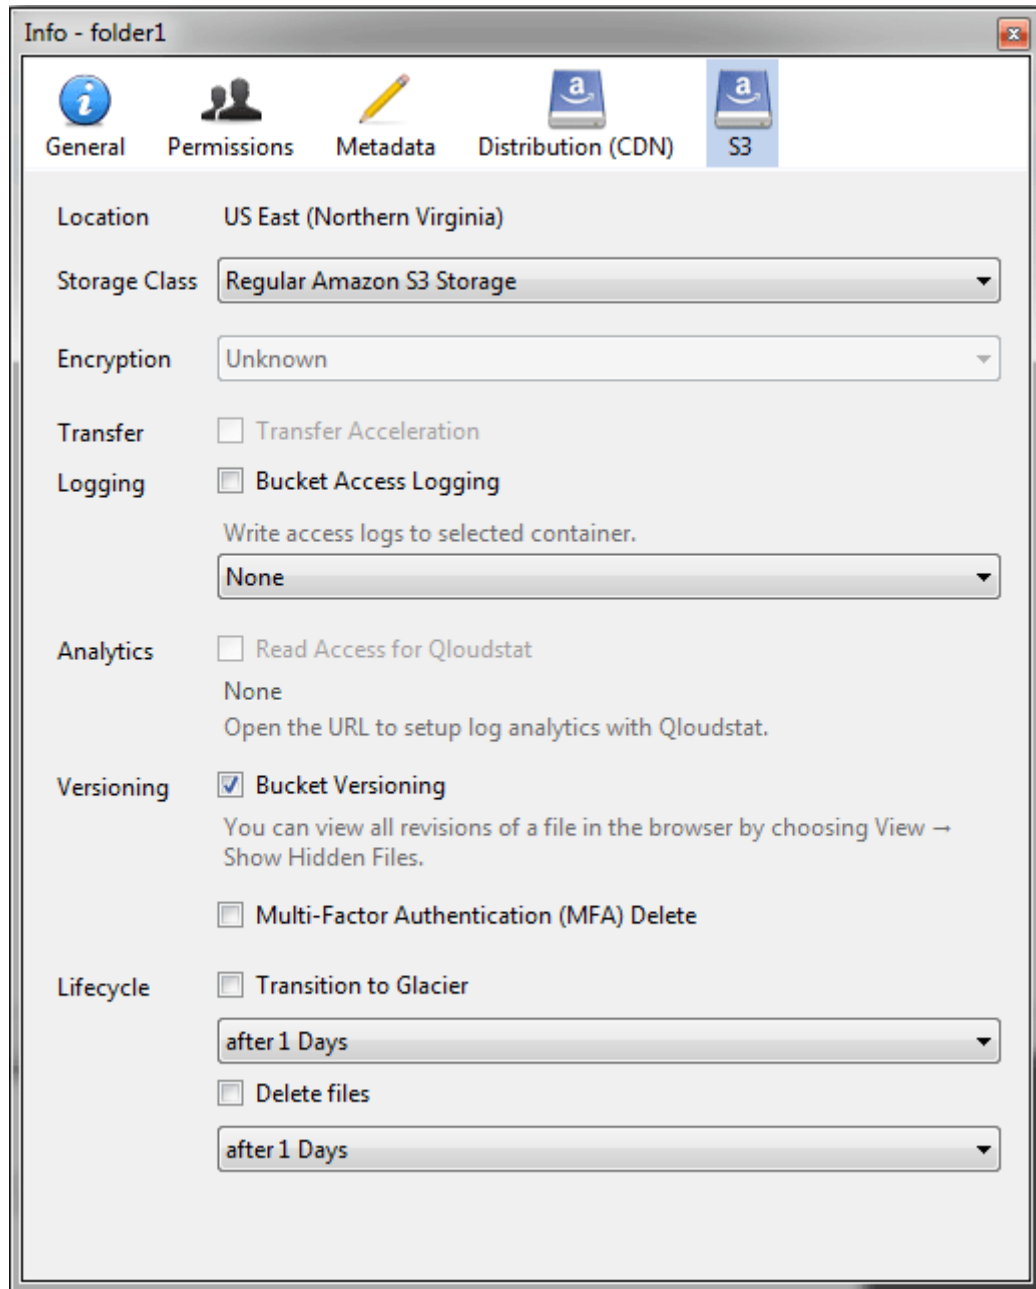 Info - folder1
General Permissions Metadata Distribution (CDN) S3
Location US East (Northern Virginia)
Storage Class Regular Amazon S3 Storage
Encryption Unknown
Transfer Transfer Acceleration
Logging Bucket Access Logging
Write access logs to selected container.
None
Analytics Read Access for Qloudstat
None
Open the URL to setup log analytics with Qloudstat.
Versioning Bucket Versioning
You can view all revisions of a file in the browser by choosing View →
Show Hidden Files.
Multi-Factor Authentication (MFA) Delete
Lifecycle Transition to Glacier
after 1 Days
Delete files
after 1 Days